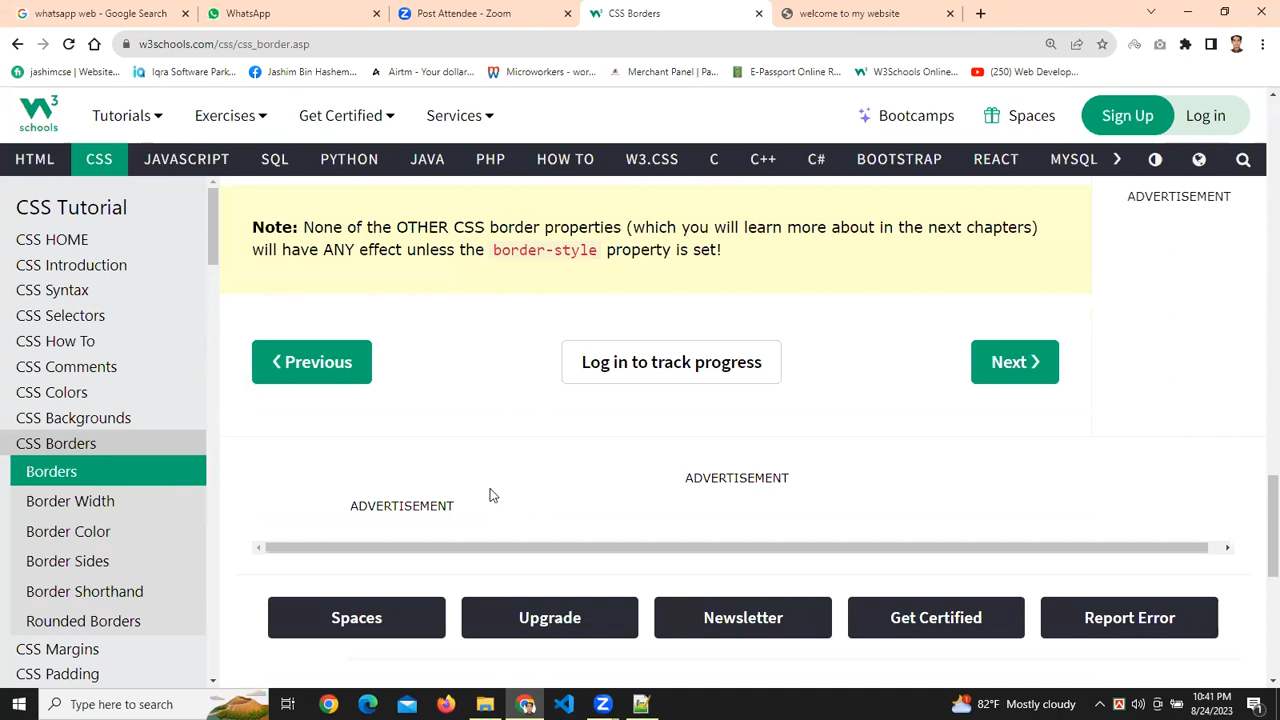 whatsapp web - Google Search
WhatsApp
Post Attendee - Zoom
CSS Borders
welcome to my website
w3schools.com/css/css_border.asp
jashimcse | Website...
Iqra Software Park...
Jashim Bin Hashem...
Airtm - Your dollar...
Microworkers - wor...
Merchant Panel | Pa...
E-Passport Online R...
W3Schools Online...
(250) Web Develop...
W3 schools
Tutorials
Exercises
Get Certified
Services
Bootcamps
Spaces
Sign Up
Log in
HTML
CSS
JAVASCRIPT
SQL
PYTHON
JAVA
PHP
HOW TO
W3.CSS
C
C++
C#
BOOTSTRAP
REACT
MYSQL
CSS Tutorial
CSS HOME
CSS Introduction
CSS Syntax
CSS Selectors
CSS How To
CSS Comments
CSS Colors
CSS Backgrounds
CSS Borders
Borders
Border Width
Border Color
Border Sides
Border Shorthand
Rounded Borders
CSS Margins
CSS Padding
Note: None of the OTHER CSS border properties (which you will learn more about in the next chapters)
will have ANY effect unless the border-style property is set!
ADVERTISEMENT
❮ Previous
Log in to track progress
Next ❯
ADVERTISEMENT
ADVERTISEMENT
Spaces
Upgrade
Newsletter
Get Certified
Report Error
Type here to search
82°F Mostly cloudy
10:41 PM
8/24/2023